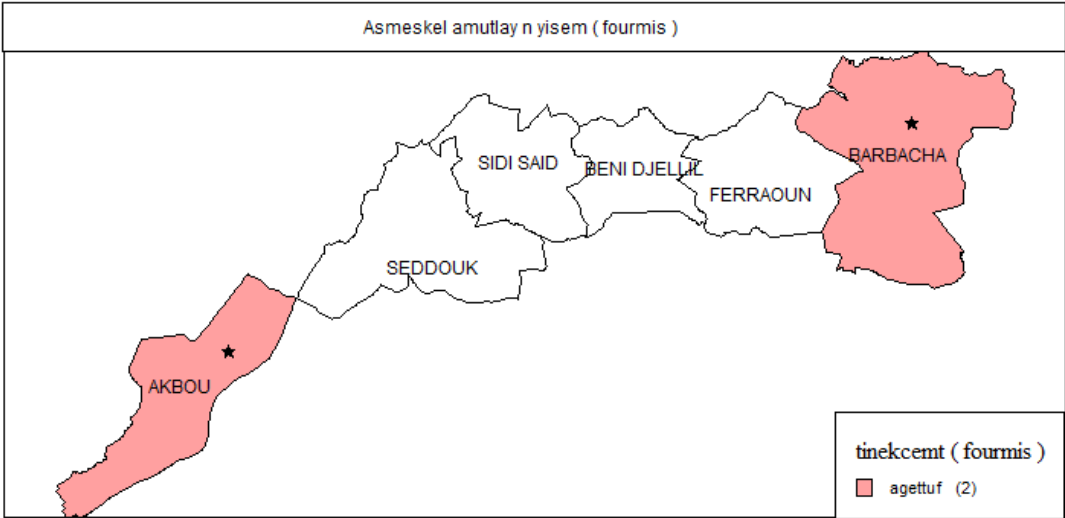 Asmeskel amutlay n yisem ( fourmis )
BARBACHA
SIDI SAID
BENI DJELLIL
FERRAOUN
SEDDOUK
AKBOU
tinekcemt ( fourmis )
agettuf (2)